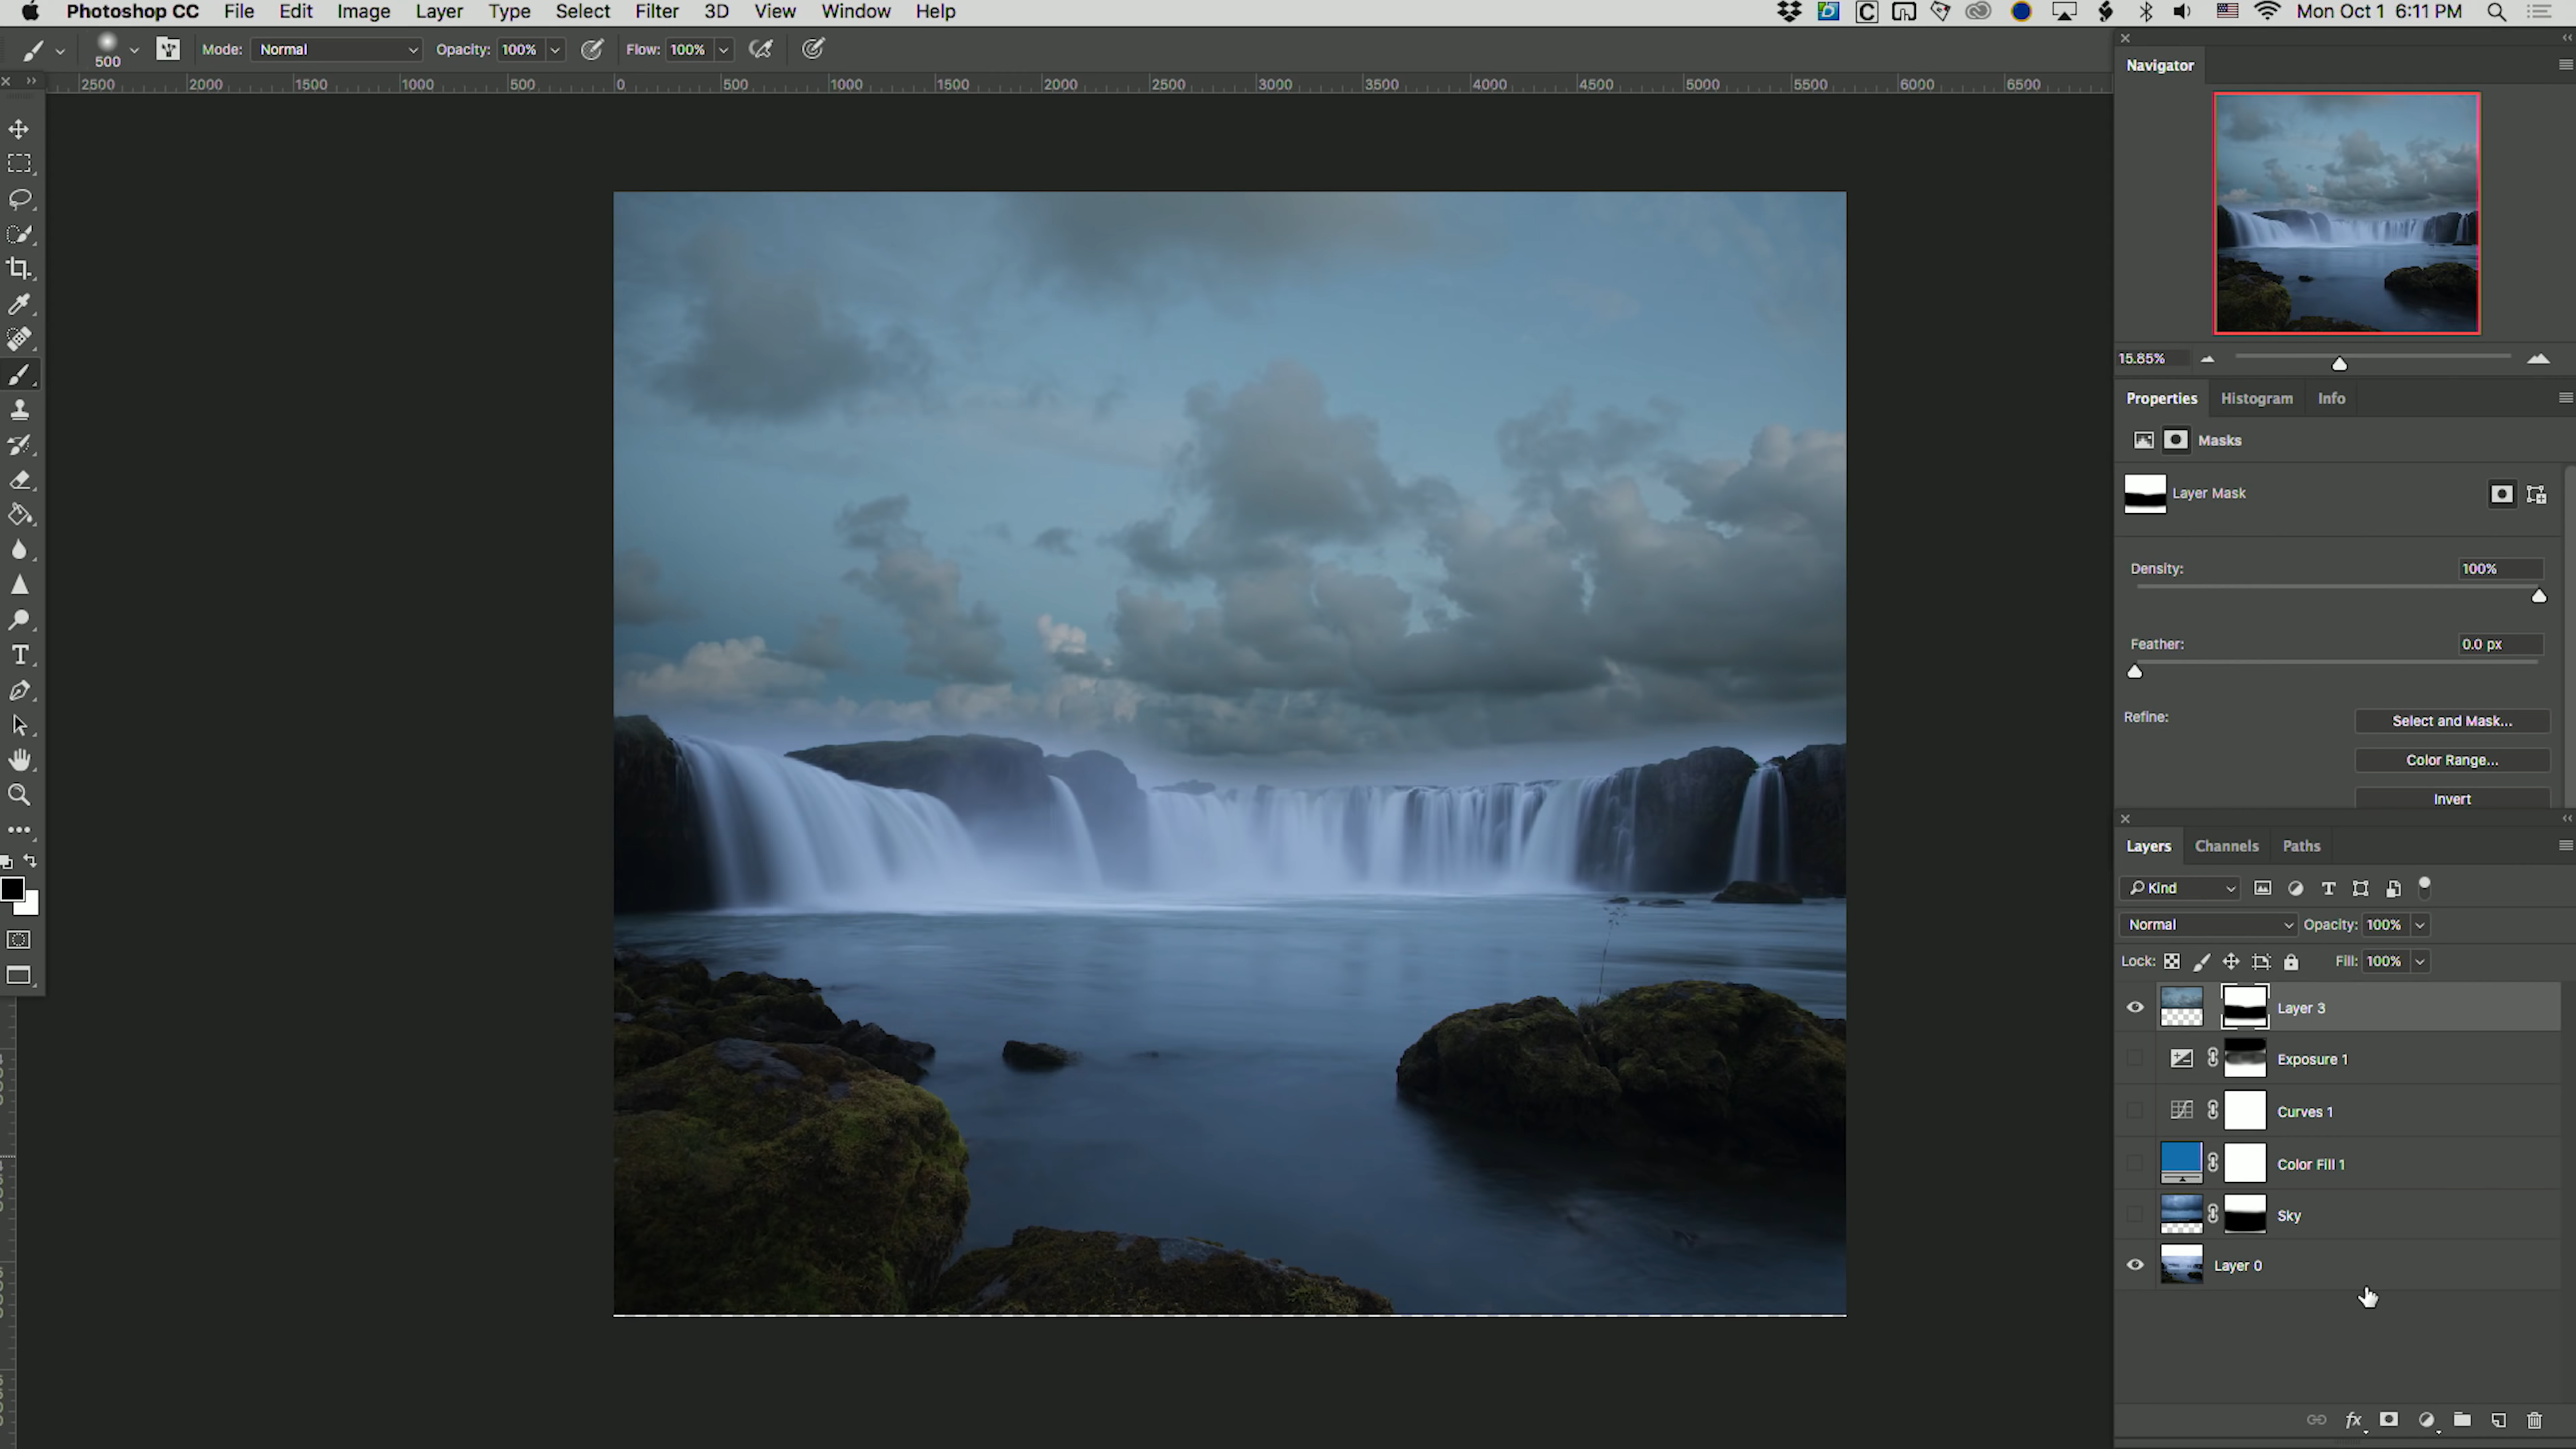 Photoshop CC File Edit Image Layer Type Select Filter 3D View Window Help Mon Oct 1 6:11 PM
500 Mode: Normal Opacity: 100% Flow: 100%
2500 2000 1500 1000 500 0 500 1000 1500 2000 2500 3000 3500 4000 4500 5000 5500 6000 6500
Navigator
15.85%
Properties Histogram Info
Masks
Layer Mask
Density: 100%
Feather: 0.0 px
Refine: Select and Mask...
Color Range...
Invert
Layers Channels Paths
Kind
Normal Opacity: 100%
Lock: Fill: 100%
Layer 3
Exposure 1
Curves 1
Color Fill 1
Sky
Layer 0
fx